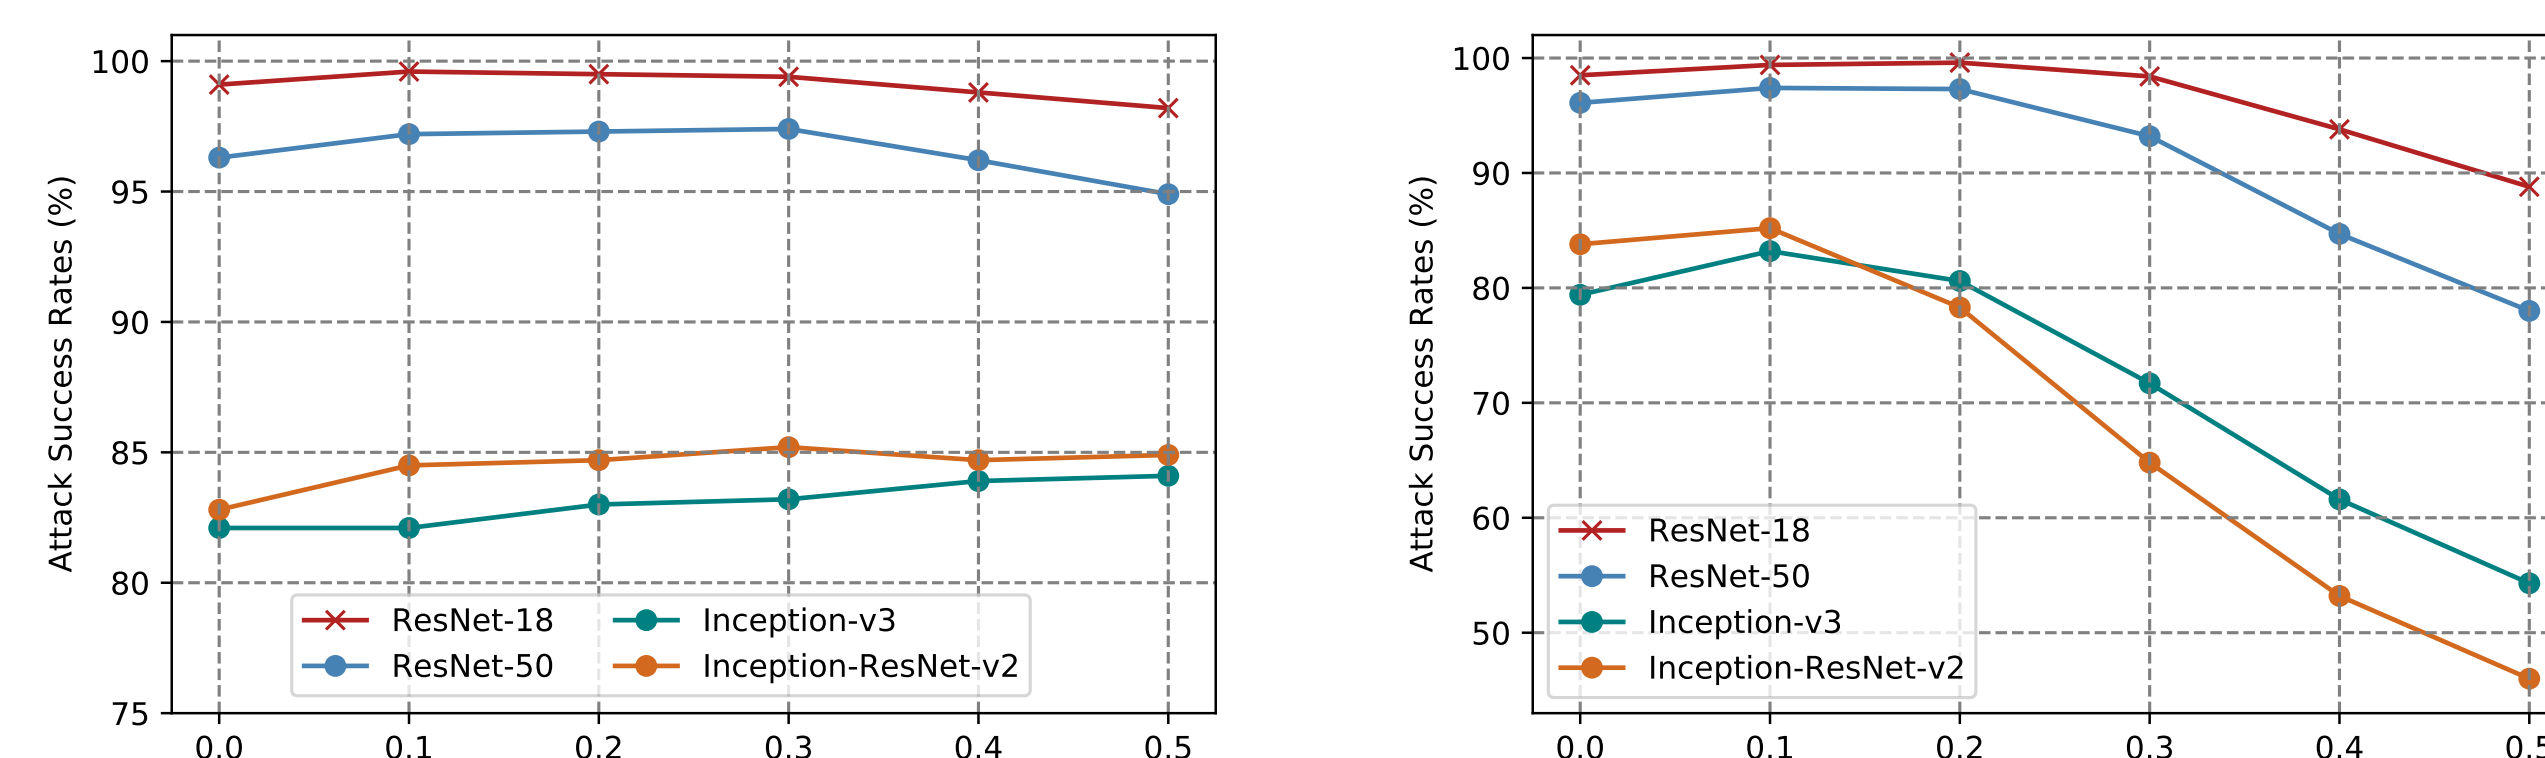 Attack Success Rates (%)
100
95
90
85
80
75
0.0 0.1 0.2 0.3 0.4 0.5
ResNet-18 Inception-v3
ResNet-50 Inception-ResNet-v2
Attack Success Rates (%)
100
90
80
70
60
50
0.0 0.1 0.2 0.3 0.4 0.5
ResNet-18
ResNet-50
Inception-v3
Inception-ResNet-v2